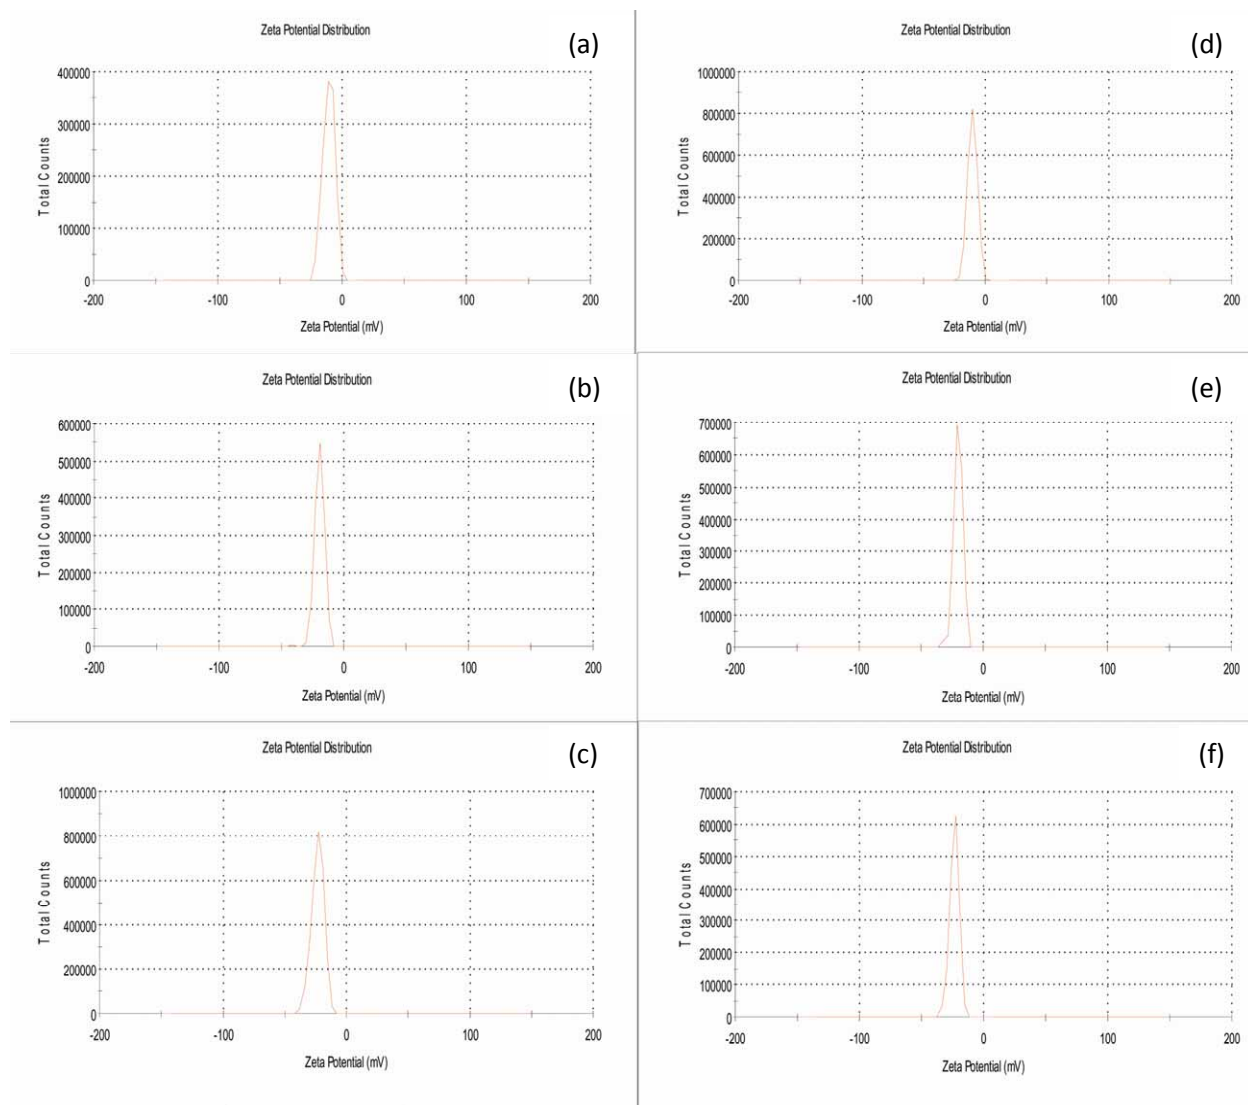 Zeta Potential Distribution
(a)
400000
300000
200000
100000
0
Total Counts
-200 -100 0 100 200
Zeta Potential (mV)
Zeta Potential Distribution
(d)
1000000
800000
600000
400000
200000
0
Total Counts
-200 -100 0 100 200
Zeta Potential (mV)
Zeta Potential Distribution
(b)
600000
500000
400000
300000
200000
100000
0
Total Counts
-200 -100 0 100 200
Zeta Potential (mV)
Zeta Potential Distribution
(e)
700000
600000
500000
400000
300000
200000
100000
0
Total Counts
-200 -100 0 100 200
Zeta Potential (mV)
Zeta Potential Distribution
(c)
1000000
800000
600000
400000
200000
0
Total Counts
-200 -100 0 100 200
Zeta Potential (mV)
Zeta Potential Distribution
(f)
700000
600000
500000
400000
300000
200000
100000
0
Total Counts
-200 -100 0 100 200
Zeta Potential (mV)